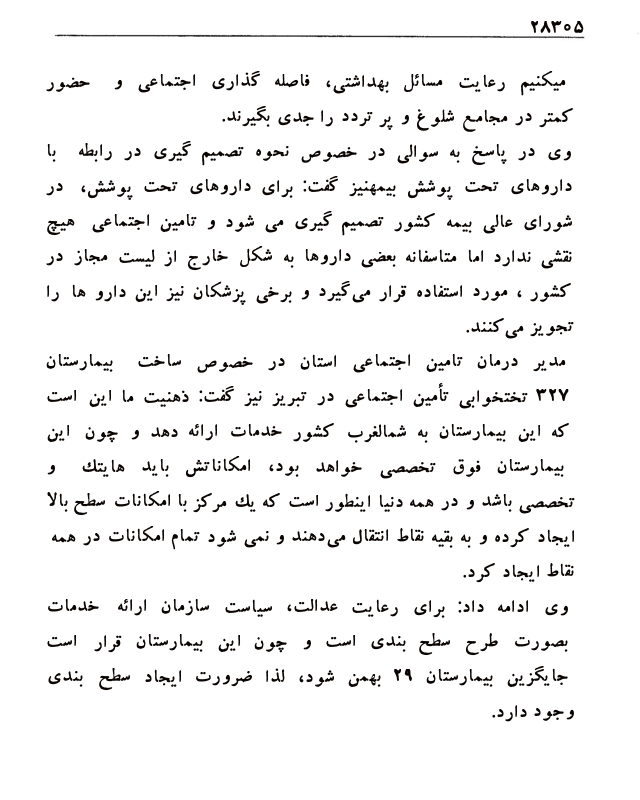 ۲۸۳۰۵
میکنیم رعایت مسائل بهداشتی، فاصله گذاری اجتماعی و حضور
کمتر در مجامع شلوغ و پر تردد را جدی بگیرند.
وی در پاسخ به سوالی در خصوص نحوه تصمیم گیری در رابطه با
داروهای تحت پوشش بیمهنیز گفت: برای داروهای تحت پوشش، در
شورای عالی بیمه کشور تصمیم گیری می شود و تامین اجتماعی هیچ
نقشی ندارد اما متاسفانه بعضی داروها به شکل خارج از لیست مجاز در
کشور ، مورد استفاده قرار می‌گیرد و برخی پزشکان نیز این دارو ها را
تجویز می‌کنند.
مدیر درمان تامین اجتماعی استان در خصوص ساخت بیمارستان
۳۲۷ تختخوابی تأمین اجتماعی در تبریز نیز گفت: ذهنیت ما این است
که این بیمارستان به شمالغرب کشور خدمات ارائه دهد و چون این
بیمارستان فوق تخصصی خواهد بود، امکاناتش باید هایتك و
تخصصی باشد و در همه دنیا اینطور است که یك مرکز با امکانات سطح بالا
ایجاد کرده و به بقیه نقاط انتقال می‌دهند و نمی شود تمام امکانات در همه
نقاط ایجاد کرد.
وی ادامه داد: برای رعایت عدالت، سیاست سازمان ارائه خدمات
بصورت طرح سطح بندی است و چون این بیمارستان قرار است
جایگزین بیمارستان ۲۹ بهمن شود، لذا ضرورت ایجاد سطح بندی
وجود دارد.